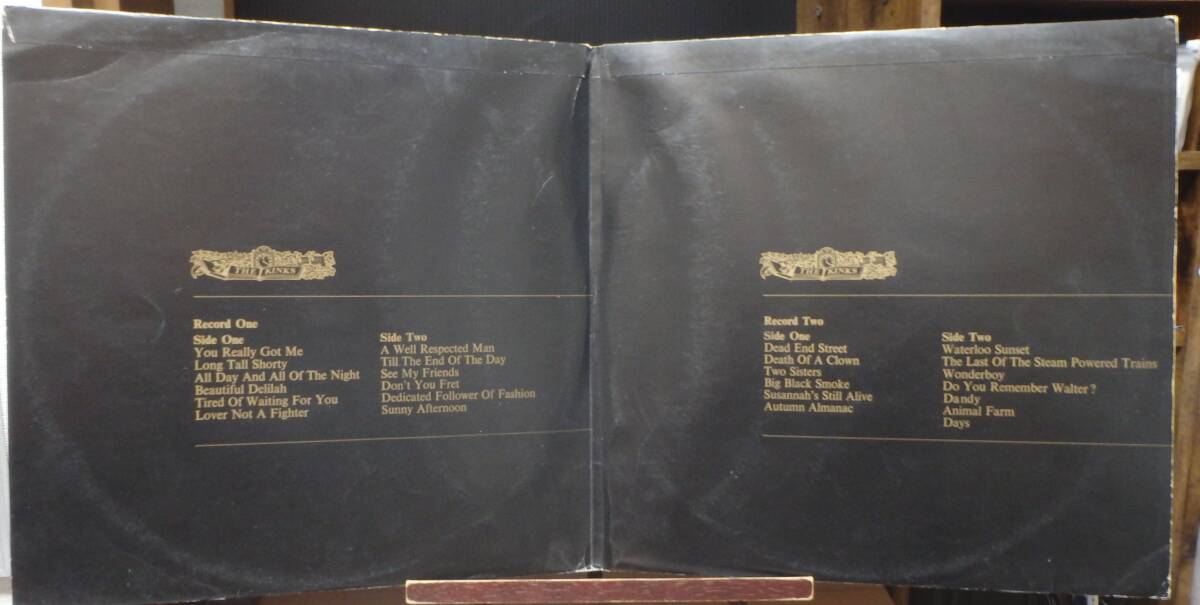 THE KINKS
Record One
Side One
You Really Got Me
Long Tall Shorty
All Day And All Of The Night
Beautiful Delilah
Tired Of Waiting For You
Lover Not A Fighter
Side Two
A Well Respected Man
Till The End Of The Day
See My Friends
Don't You Fret
Dedicated Follower Of Fashion
Sunny Afternoon
THE KINKS
Record Two
Side One
Dead End Street
Death Of A Clown
Two Sisters
Big Black Smoke
Susannah's Still Alive
Autumn Almanac
Side Two
Waterloo Sunset
The Last Of The Steam Powered Trains
Wonderboy
Do You Remember Walter?
Dandy
Animal Farm
Days